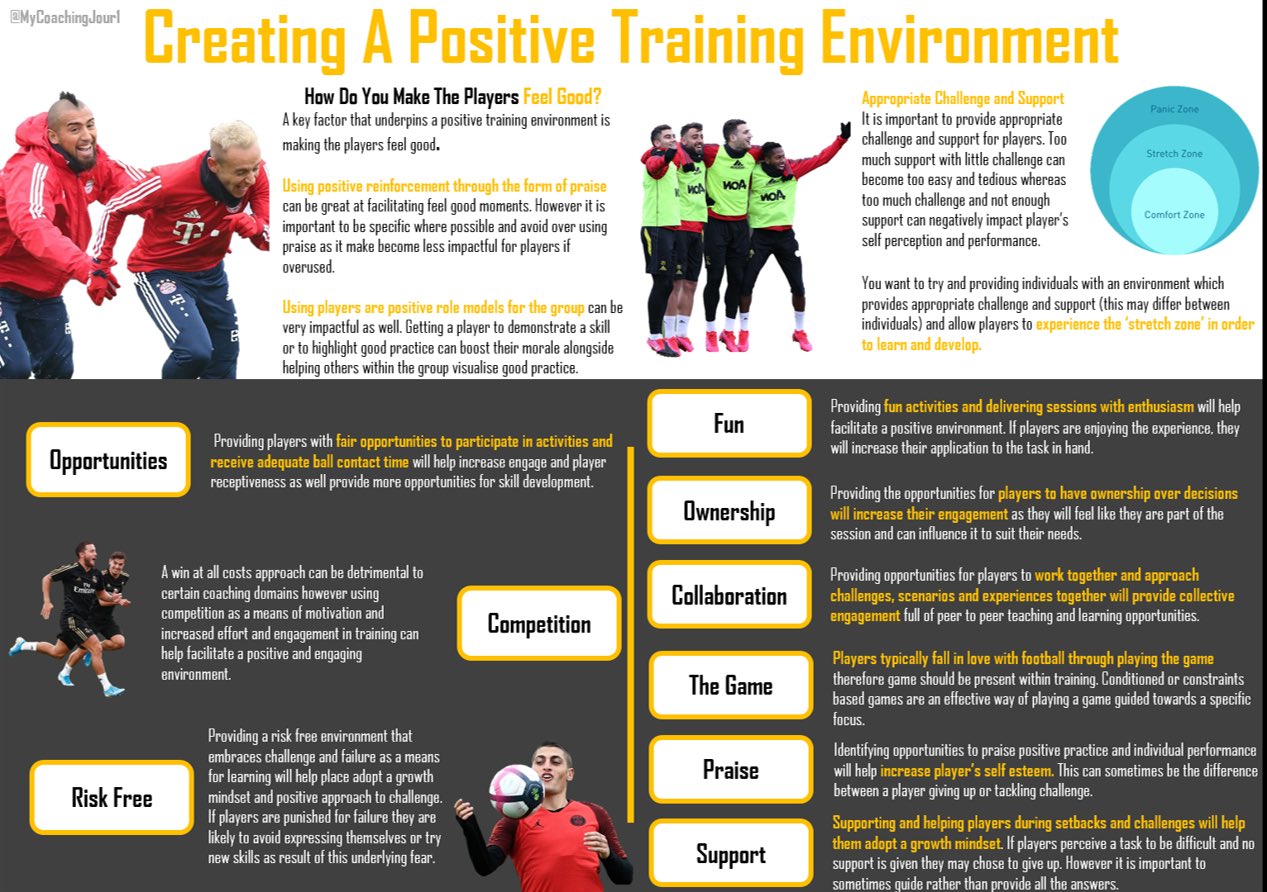 @MyCoachingJour1
Creating A Positive Training Environment
How Do You Make The Players Feel Good?
A key factor that underpins a positive training environment is
making the players feel good.
Using positive reinforcement through the form of praise
can be great at facilitating feel good moments. However it is
important to be specific where possible and avoid over using
praise as it make become less impactful for players if
overused.
Using players are positive role models for the group can be
very impactful as well. Getting a player to demonstrate a skill
or to highlight good practice can boost their morale alongside
helping others within the group visualise good practice.
Appropriate Challenge and Support
It is important to provide appropriate
challenge and support for players. Too
much support with little challenge can
become too easy and tedious whereas
too much challenge and not enough
support can negatively impact player's
self perception and performance.
Panic Zone
Stretch Zone
Comfort Zone
You want to try and providing individuals with an environment which
provides appropriate challenge and support (this may differ between
individuals) and allow players to experience the 'stretch zone' in order
to learn and develop.
Opportunities
Providing players with fair opportunities to participate in activities and
receive adequate ball contact time will help increase engage and player
receptiveness as well provide more opportunities for skill development.
A win at all costs approach can be detrimental to
certain coaching domains however using
competition as a means of motivation and
increased effort and engagement in training can
help facilitate a positive and engaging
environment.
Competition
Risk Free
Providing a risk free environment that
embraces challenge and failure as a means
for learning will help place adopt a growth
mindset and positive approach to challenge.
If players are punished for failure they are
likely to avoid expressing themselves or try
new skills as result of this underlying fear.
Fun
Providing fun activities and delivering sessions with enthusiasm will help
facilitate a positive environment. If players are enjoying the experience, they
will increase their application to the task in hand.
Ownership
Providing the opportunities for players to have ownership over decisions
will increase their engagement as they will feel like they are part of the
session and can influence it to suit their needs.
Collaboration
Providing opportunities for players to work together and approach
challenges, scenarios and experiences together will provide collective
engagement full of peer to peer teaching and learning opportunities.
The Game
Players typically fall in love with football through playing the game
therefore game should be present within training. Conditioned or constraints
based games are an effective way of playing a game guided towards a specific
focus.
Praise
Identifying opportunities to praise positive practice and individual performance
will help increase player's self esteem. This can sometimes be the difference
between a player giving up or tackling challenge.
Support
Supporting and helping players during setbacks and challenges will help
them adopt a growth mindset. If players perceive a task to be difficult and no
support is given they may chose to give up. However it is important to
sometimes guide rather than provide all the answers.